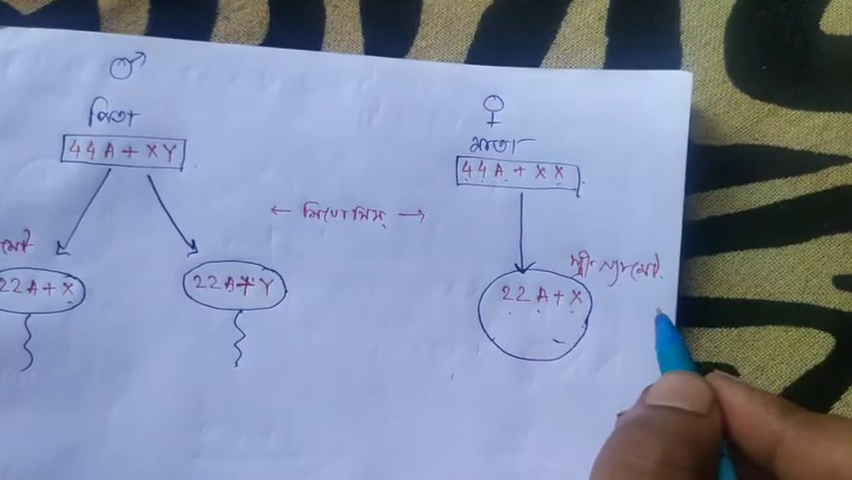 ♂
পিতা
44A+XY
♀
মাতা
44A+XX
← মিয়োসিস্ →
স্ত্রী গ্যামেট
22A+X
22A+Y
22A+X